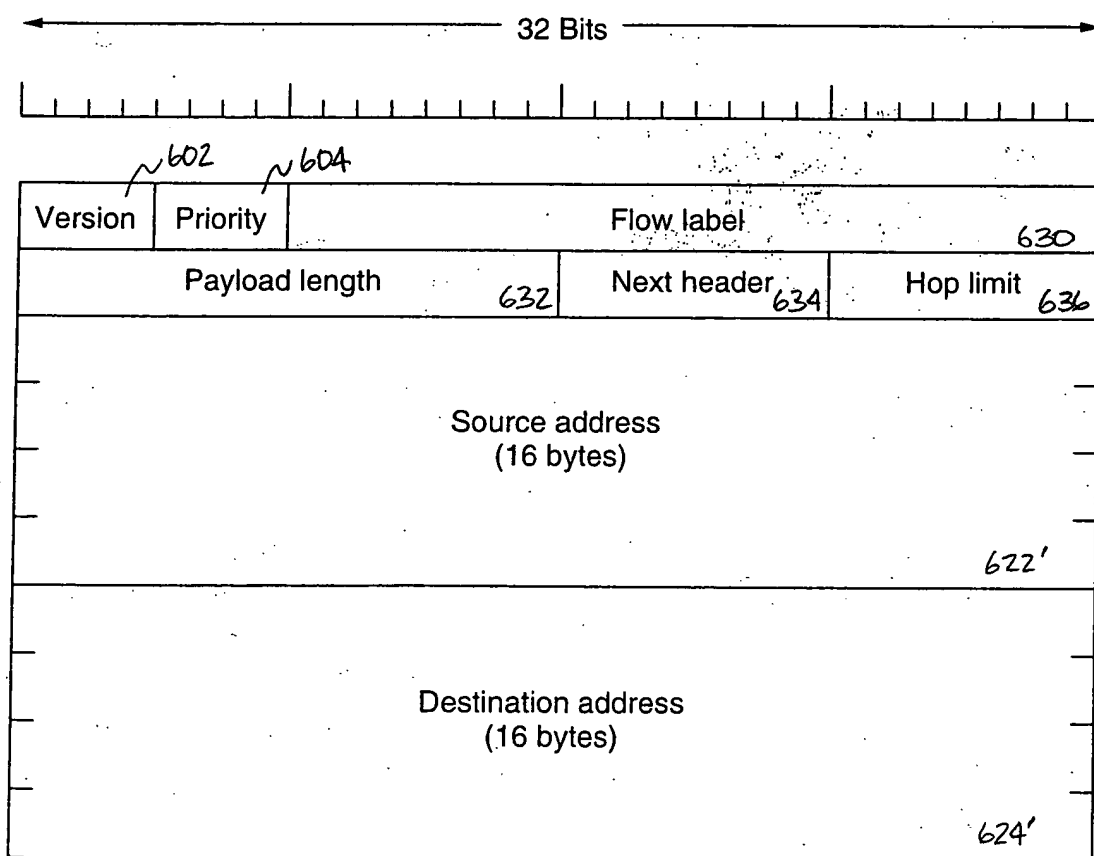 32 Bits
602 604
Version Priority Flow label 630
Payload length 632 Next header 634 Hop limit 636
Source address
(16 bytes)
622'
Destination address
(16 bytes)
624'